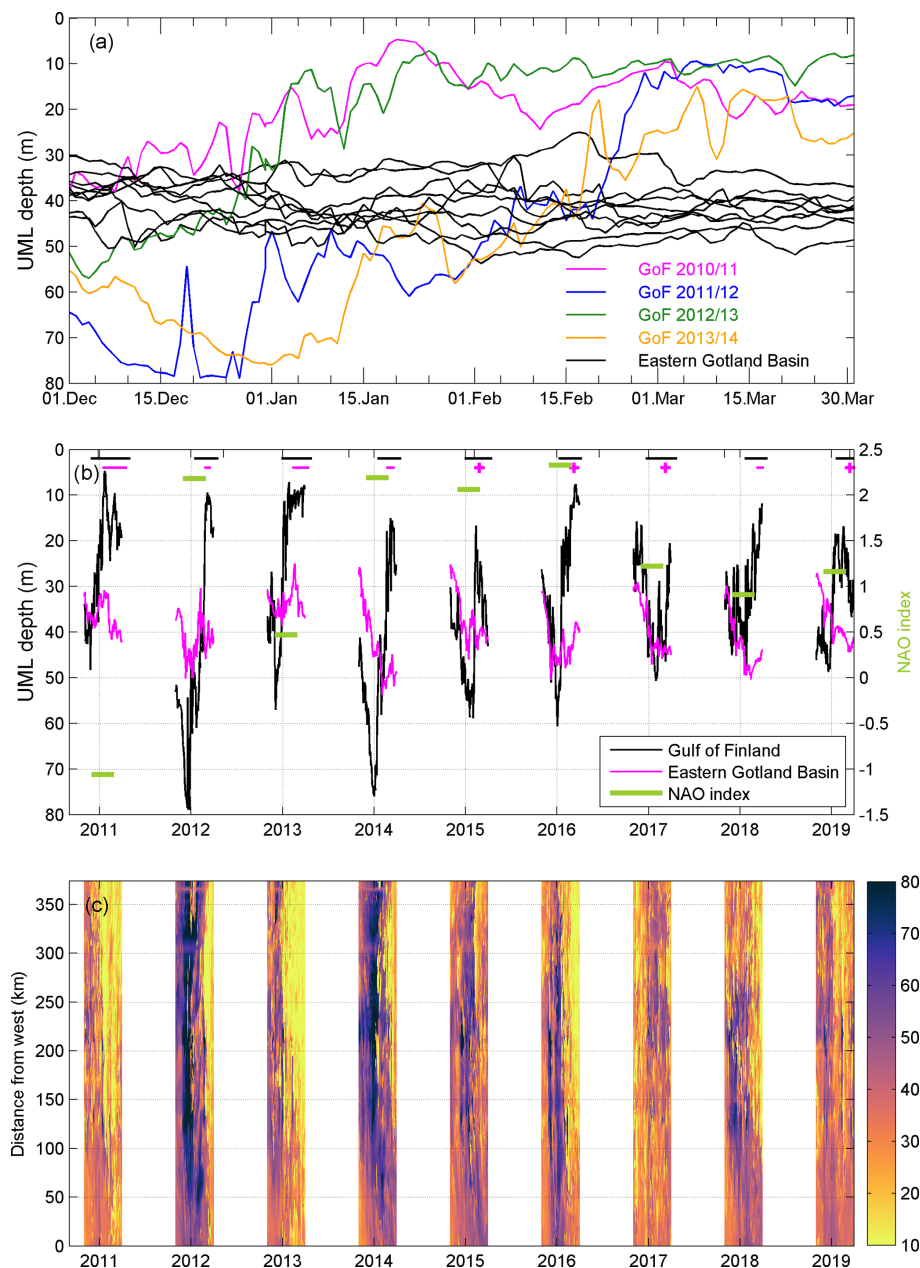 (a)
UML depth (m)
0
10
20
30
40
50
60
70
80
GoF 2010/11
GoF 2011/12
GoF 2012/13
GoF 2013/14
Eastern Gotland Basin
01.Dec 15.Dec 01.Jan 15.Jan 01.Feb 15.Feb 01.Mar 15.Mar 30.Mar
(b)
UML depth (m)
0
10
20
30
40
50
60
70
80
2.5
2
1.5
1
0.5
0
-0.5
-1
-1.5
NAO index
Gulf of Finland
Eastern Gotland Basin
NAO index
2011 2012 2013 2014 2015 2016 2017 2018 2019
(c)
Distance from west (km)
350
300
250
200
150
100
50
0
80
70
60
50
40
30
20
10
2011 2012 2013 2014 2015 2016 2017 2018 2019